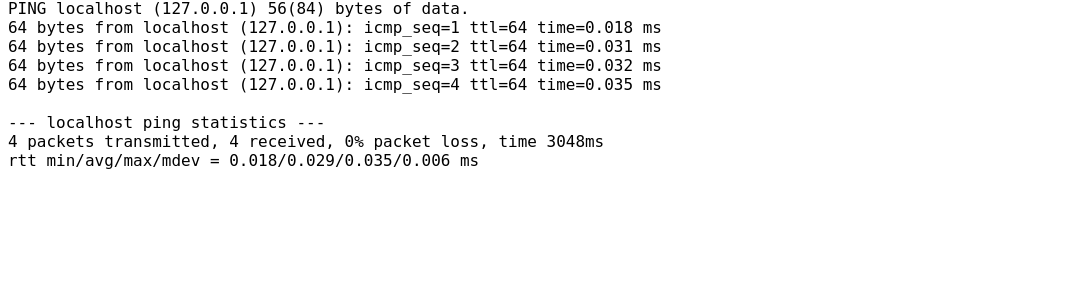 PING localhost (127.0.0.1) 56(84) bytes of data.
64 bytes from localhost (127.0.0.1): icmp_seq=1 ttl=64 time=0.018 ms
64 bytes from localhost (127.0.0.1): icmp_seq=2 ttl=64 time=0.031 ms
64 bytes from localhost (127.0.0.1): icmp_seq=3 ttl=64 time=0.032 ms
64 bytes from localhost (127.0.0.1): icmp_seq=4 ttl=64 time=0.035 ms

--- localhost ping statistics ---
4 packets transmitted, 4 received, 0% packet loss, time 3048ms
rtt min/avg/max/mdev = 0.018/0.029/0.035/0.006 ms